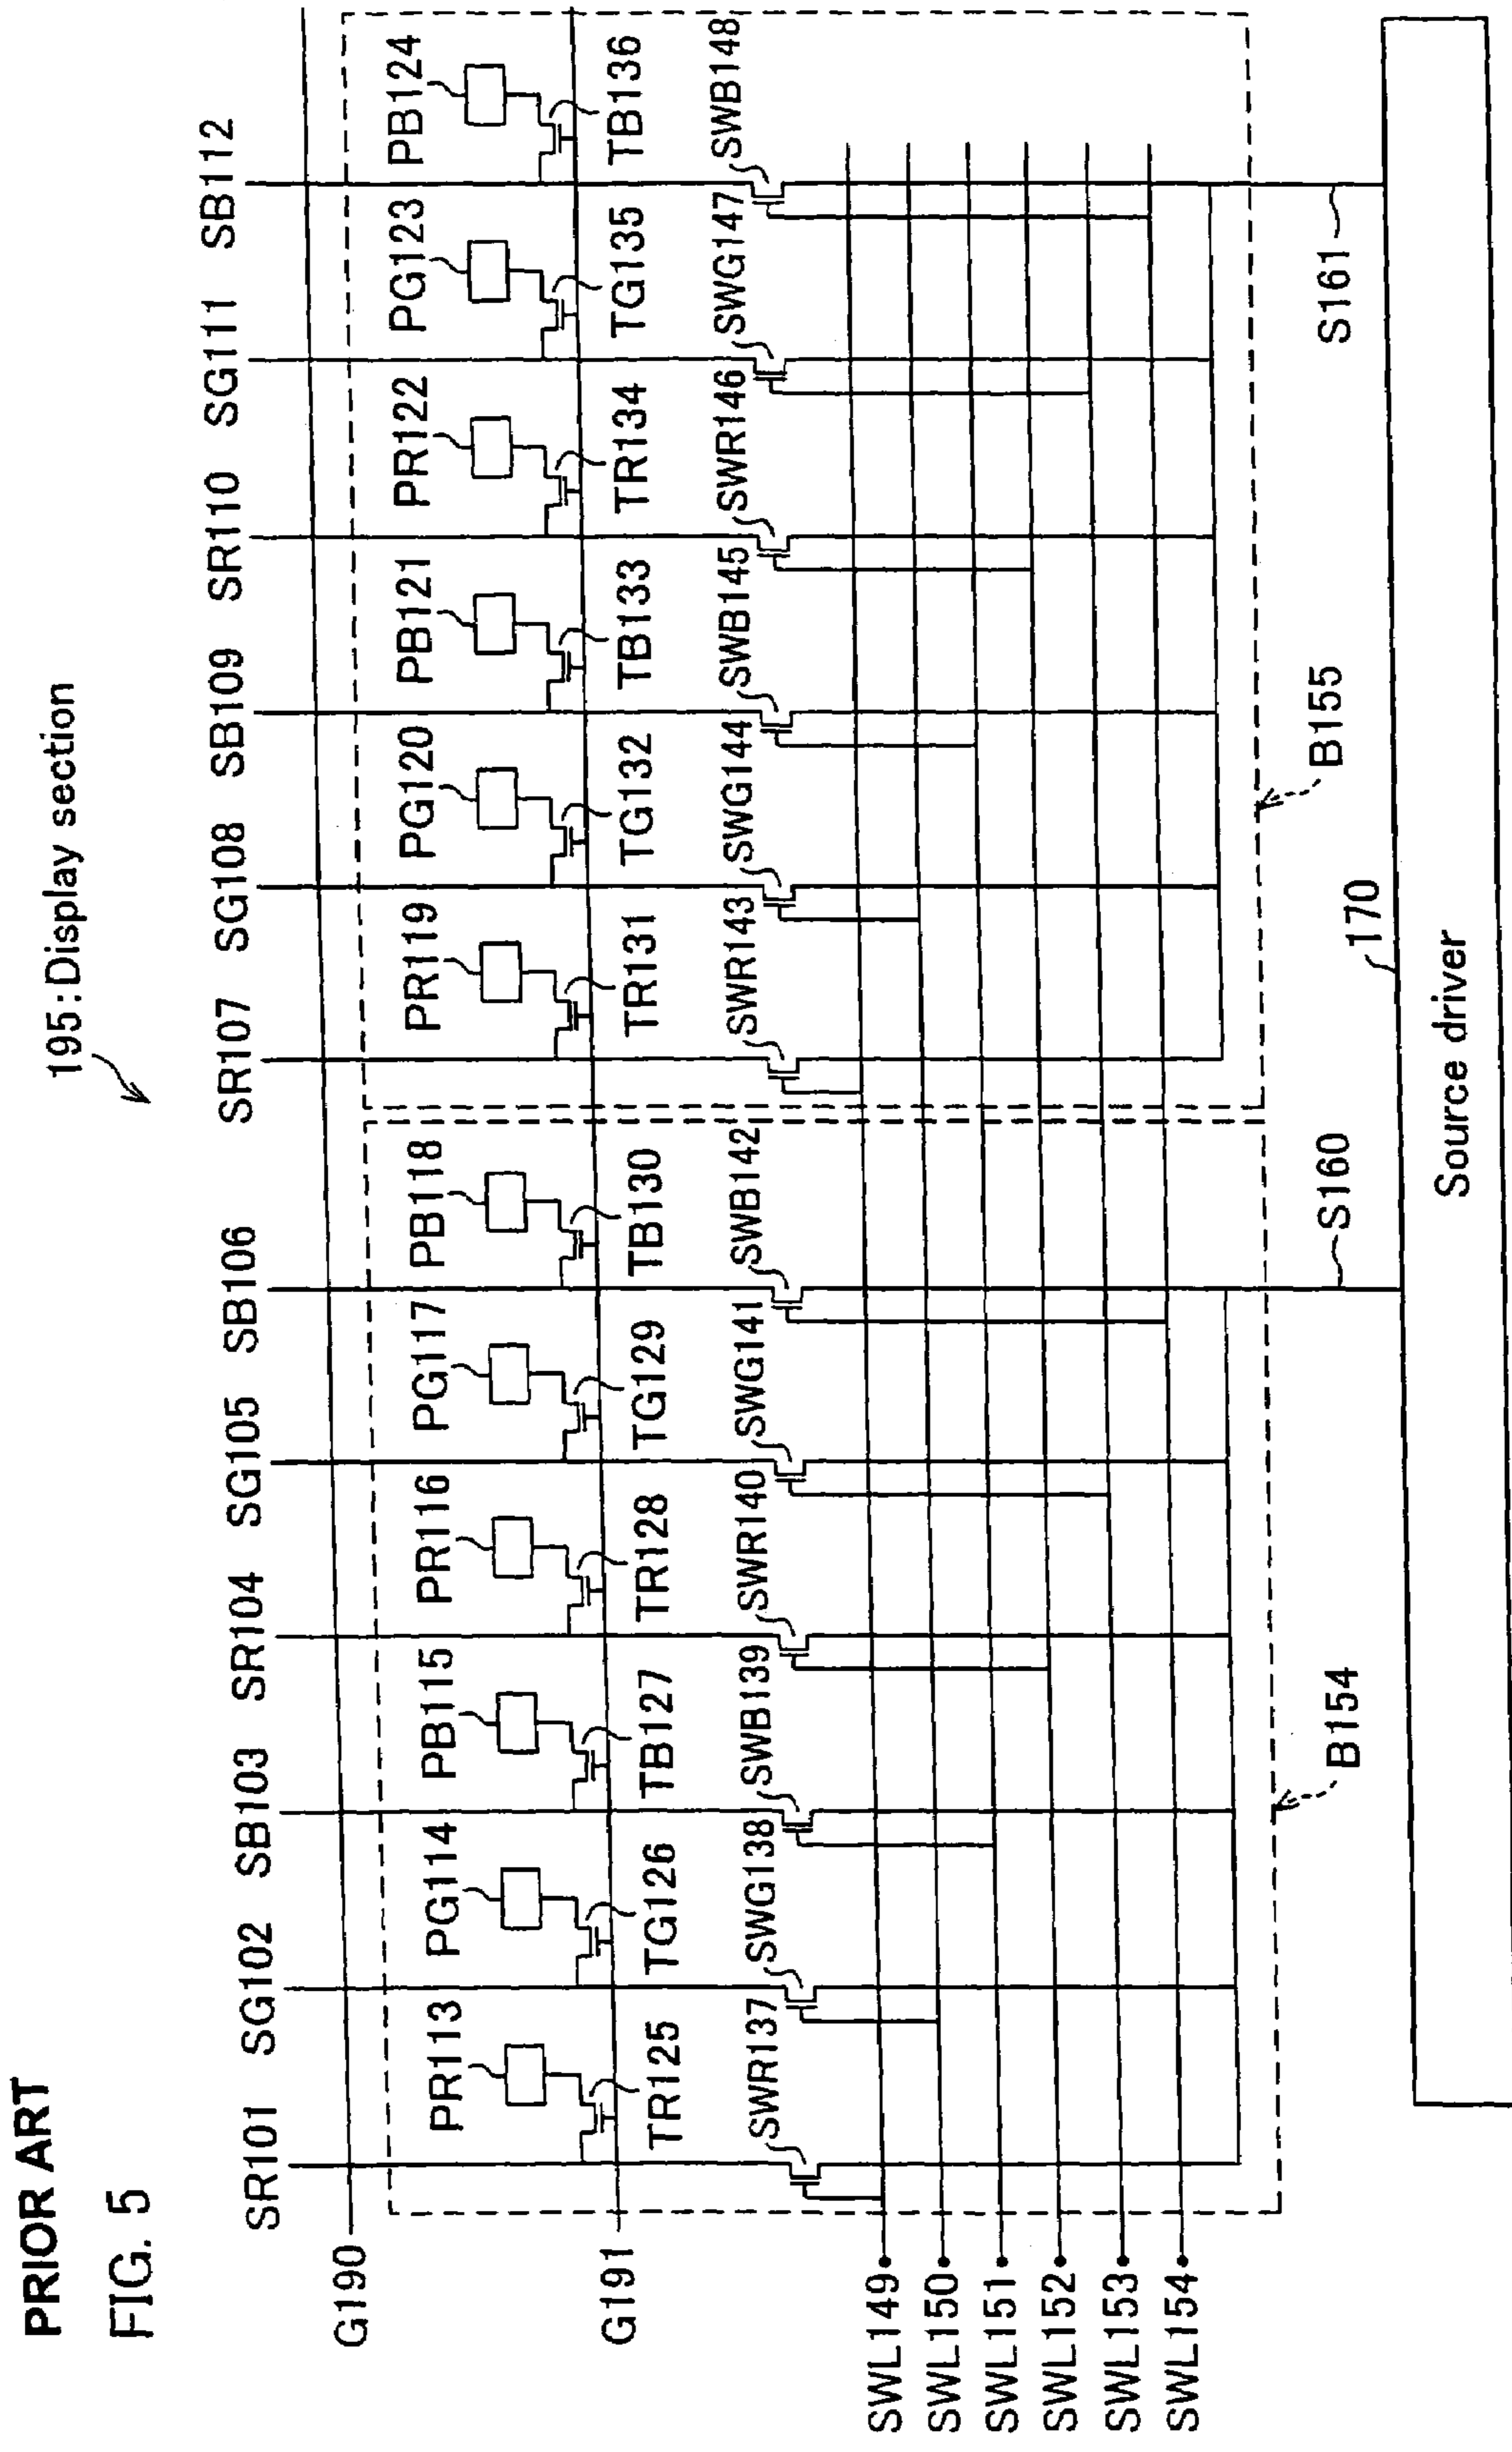 PRIOR ART
FIG. 5
195:Display section
SR101 SG102 SB103 SR104 SG105 SB106 SR107 SG108 SB109 SR110 SG111 SB112
G190
PR113 PG114 PB115 PR116 PG117 PB118 PR119 PG120 PB121 PR122 PG123 PB124
G191
TR125 TG126 TB127 TR128 TG129 TB130 TR131 TG132 TB133 TR134 TG135 TB136
SWR137 SWG138 SWB139 SWR140 SWG141 SWB142 SWR143 SWG144 SWB145 SWR146 SWG147 SWB148
SWL149
SWL150
SWL151
SWL152
SWL153
SWL154
B154 S160 B155 S161
170
Source driver